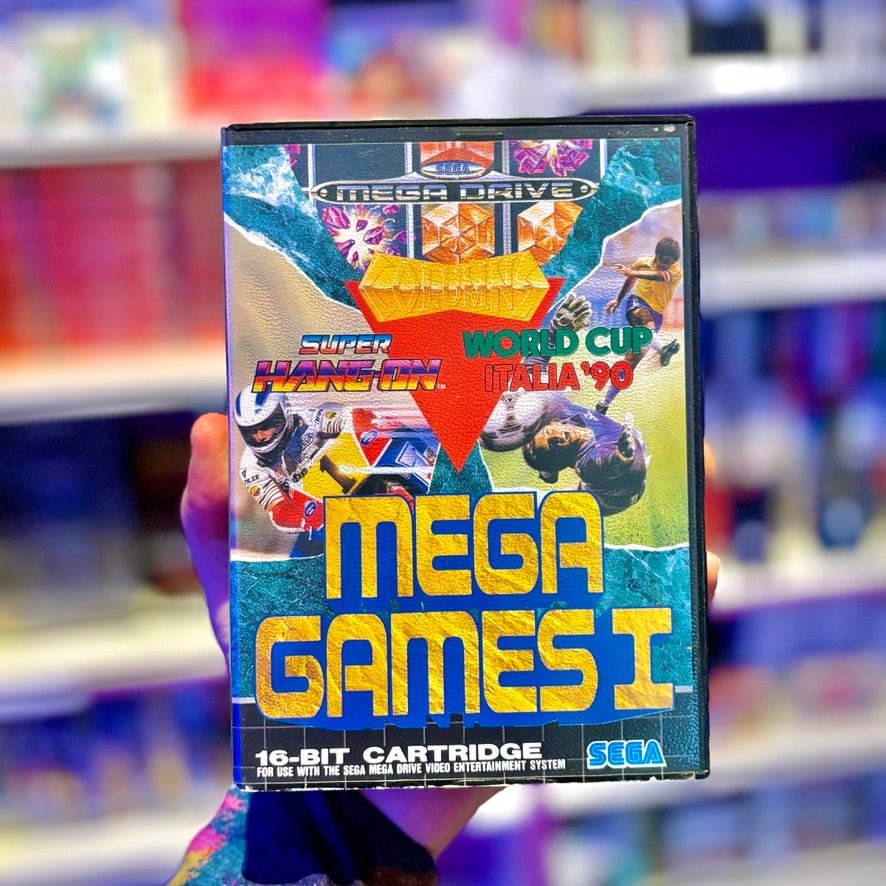 SEGA
MEGA DRIVE
COLUMNS
SUPER
HANG-ON™
WORLD CUP
ITALIA '90
MEGA
GAMES I
16-BIT CARTRIDGE
FOR USE WITH THE SEGA MEGA DRIVE VIDEO ENTERTAINMENT SYSTEM
SEGA